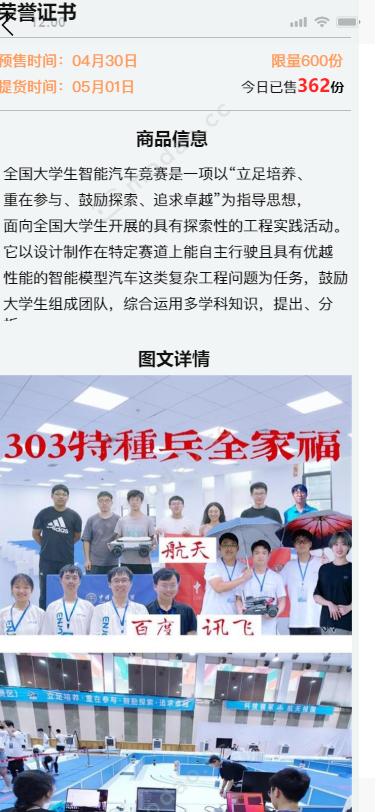 荣誉证书
12:00
预售时间：04月30日
限量600份
提货时间：05月01日
今日已售362份
商品信息
全国大学生智能汽车竞赛是一项以“立足培养、
重在参与、鼓励探索、追求卓越”为指导思想，
面向全国大学生开展的具有探索性的工程实践活动。
它以设计制作在特定赛道上能自主行驶且具有优越
性能的智能模型汽车这类复杂工程问题为任务，鼓励
大学生组成团队，综合运用多学科知识，提出、分
图文详情
303特種兵全家福
adidas
航天
百度
讯飞
立足培养·重在参与·鼓励探索·追求卓越